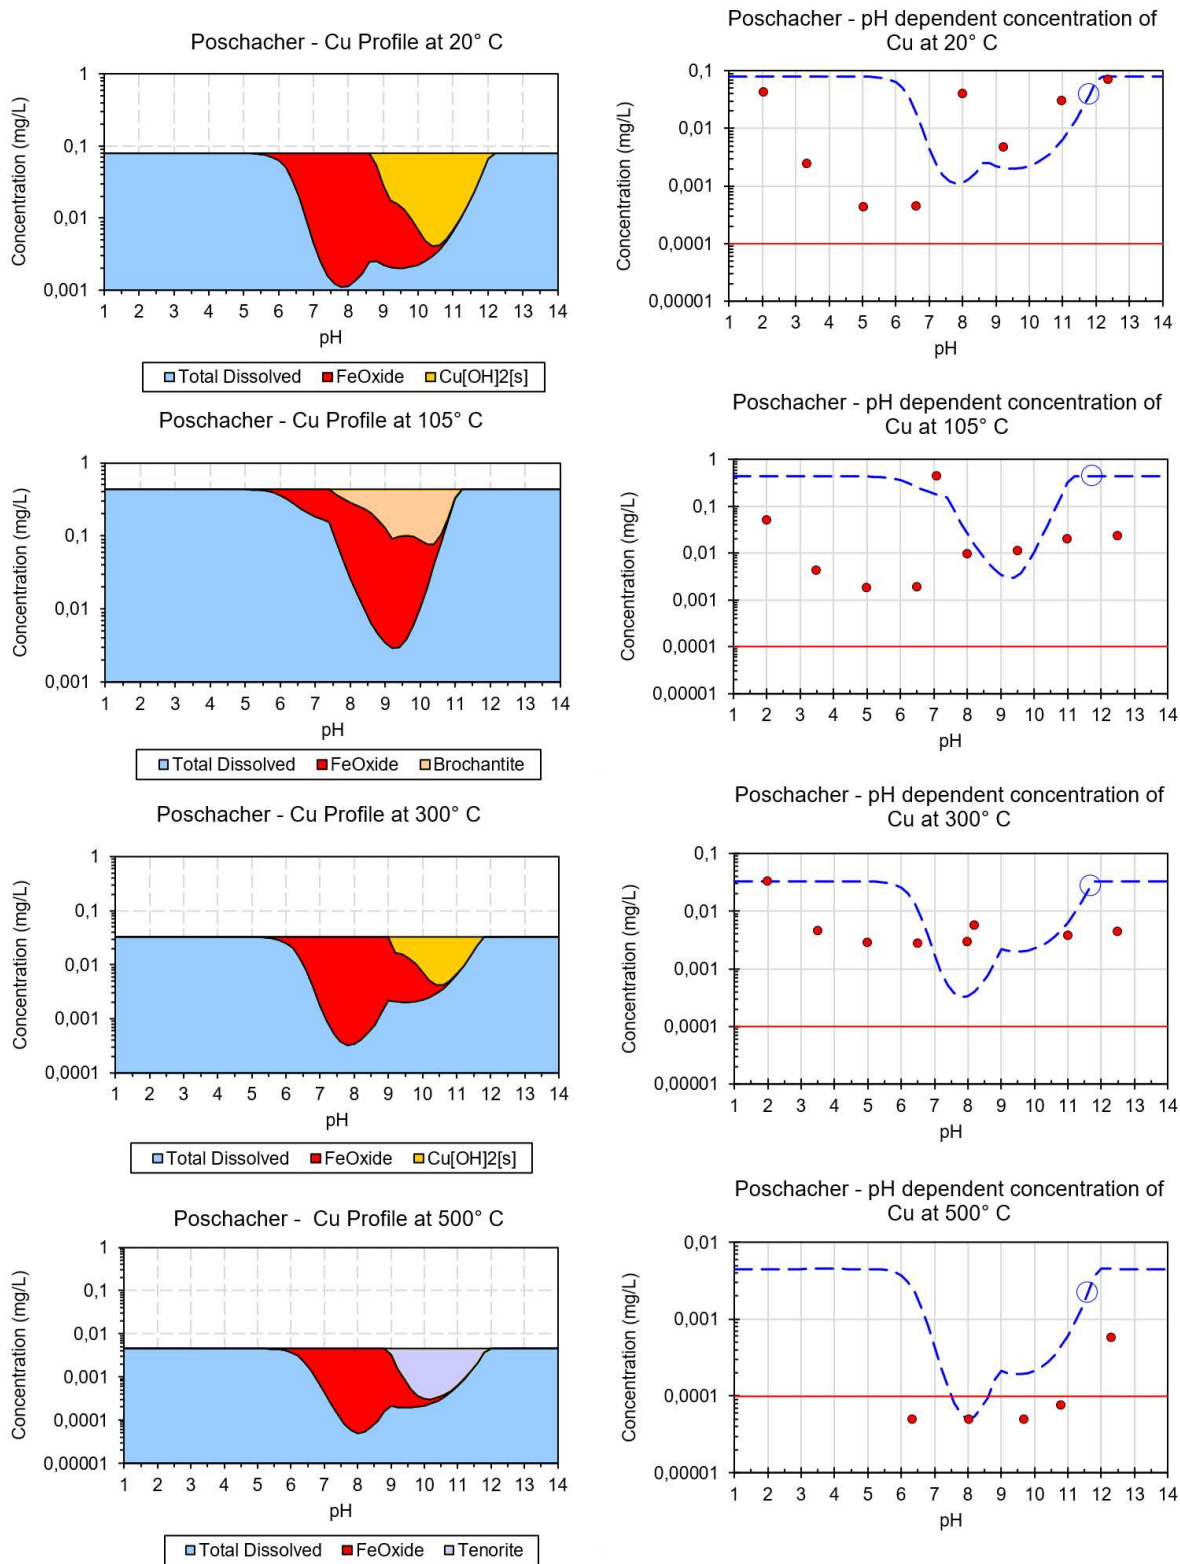 Poschacher - Cu Profile at 20° C
Concentration (mg/L)
1
0,1
0,01
0,001
1 2 3 4 5 6 7 8 9 10 11 12 13 14
pH
Total Dissolved FeOxide Cu[OH]2[s]
Poschacher - pH dependent concentration of
Cu at 20° C
Concentration (mg/L)
0,1
0,01
0,001
0,0001
0,00001
1 2 3 4 5 6 7 8 9 10 11 12 13 14
pH
Poschacher - Cu Profile at 105° C
Concentration (mg/L)
1
0,1
0,01
0,001
1 2 3 4 5 6 7 8 9 10 11 12 13 14
pH
Total Dissolved FeOxide Brochantite
Poschacher - pH dependent concentration of
Cu at 105° C
Concentration (mg/L)
1
0,1
0,01
0,001
0,0001
0,00001
1 2 3 4 5 6 7 8 9 10 11 12 13 14
pH
Poschacher - Cu Profile at 300° C
Concentration (mg/L)
1
0,1
0,01
0,001
0,0001
1 2 3 4 5 6 7 8 9 10 11 12 13 14
pH
Total Dissolved FeOxide Cu[OH]2[s]
Poschacher - pH dependent concentration of
Cu at 300° C
Concentration (mg/L)
0,1
0,01
0,001
0,0001
0,00001
1 2 3 4 5 6 7 8 9 10 11 12 13 14
pH
Poschacher - Cu Profile at 500° C
Concentration (mg/L)
1
0,1
0,01
0,001
0,0001
0,00001
1 2 3 4 5 6 7 8 9 10 11 12 13 14
pH
Total Dissolved FeOxide Tenorite
Poschacher - pH dependent concentration of
Cu at 500° C
Concentration (mg/L)
0,01
0,001
0,0001
0,00001
1 2 3 4 5 6 7 8 9 10 11 12 13 14
pH